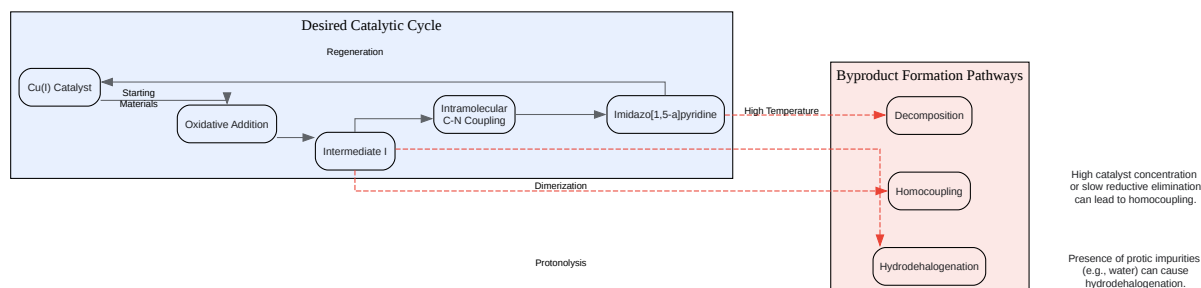 Desired Catalytic Cycle
Regeneration
Cu(I) Catalyst
Starting
Materials
Oxidative Addition
Intramolecular
C-N Coupling
Intermediate I
Imidazo[1,5-a]pyridine
High Temperature
Dimerization
Protonolysis
Byproduct Formation Pathways
Decomposition
Homocoupling
Hydrodehalogenation
High catalyst concentration
or slow reductive elimination
can lead to homocoupling.
Presence of protic impurities
(e.g., water) can cause
hydrodehalogenation.